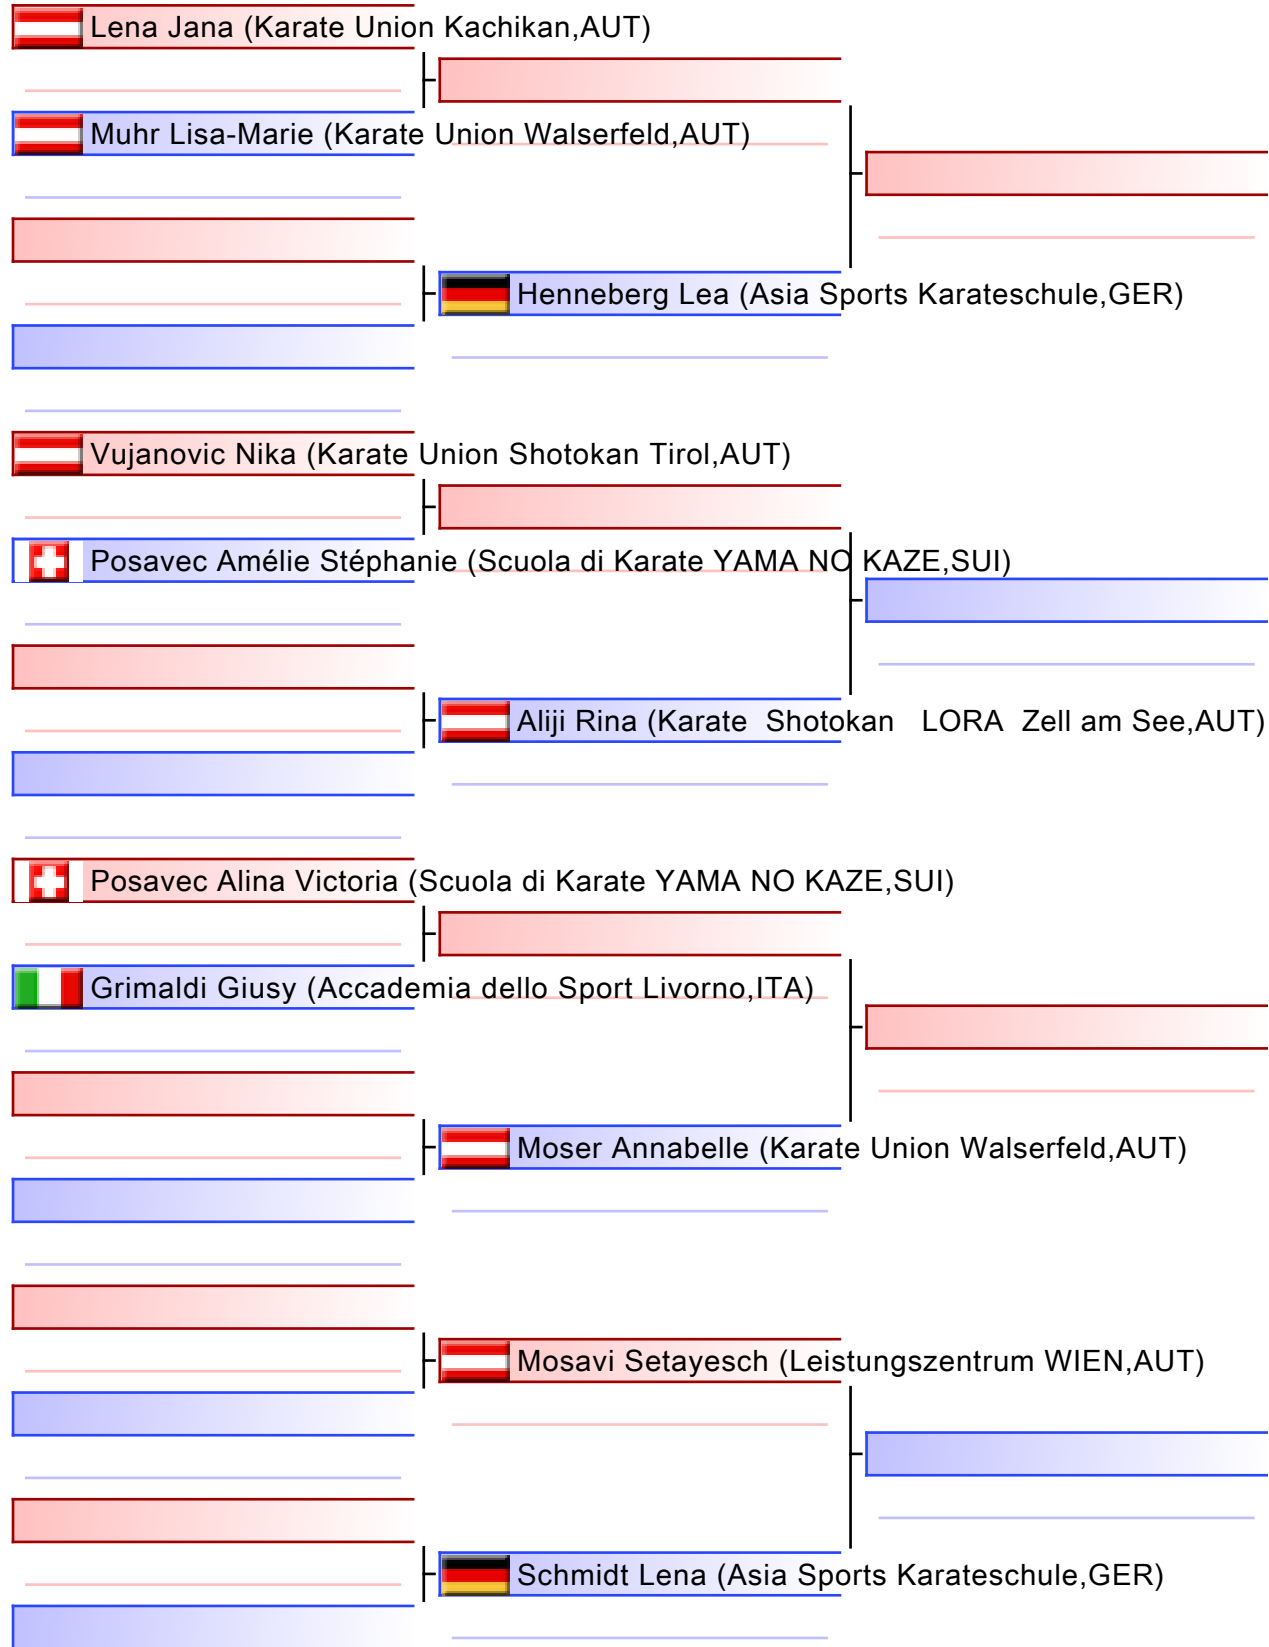 Lena Jana (Karate Union Kachikan,AUT)
Muhr Lisa-Marie (Karate Union Walserfeld,AUT)
Henneberg Lea (Asia Sports Karateschule,GER)
Vujanovic Nika (Karate Union Shotokan Tirol,AUT)
Posavec Amélie Stéphanie (Scuola di Karate YAMA NO KAZE,SUI)
Aliji Rina (Karate  Shotokan   LORA  Zell am See,AUT)
Posavec Alina Victoria (Scuola di Karate YAMA NO KAZE,SUI)
Grimaldi Giusy (Accademia dello Sport Livorno,ITA)
Moser Annabelle (Karate Union Walserfeld,AUT)
Mosavi Setayesch (Leistungszentrum WIEN,AUT)
Schmidt Lena (Asia Sports Karateschule,GER)